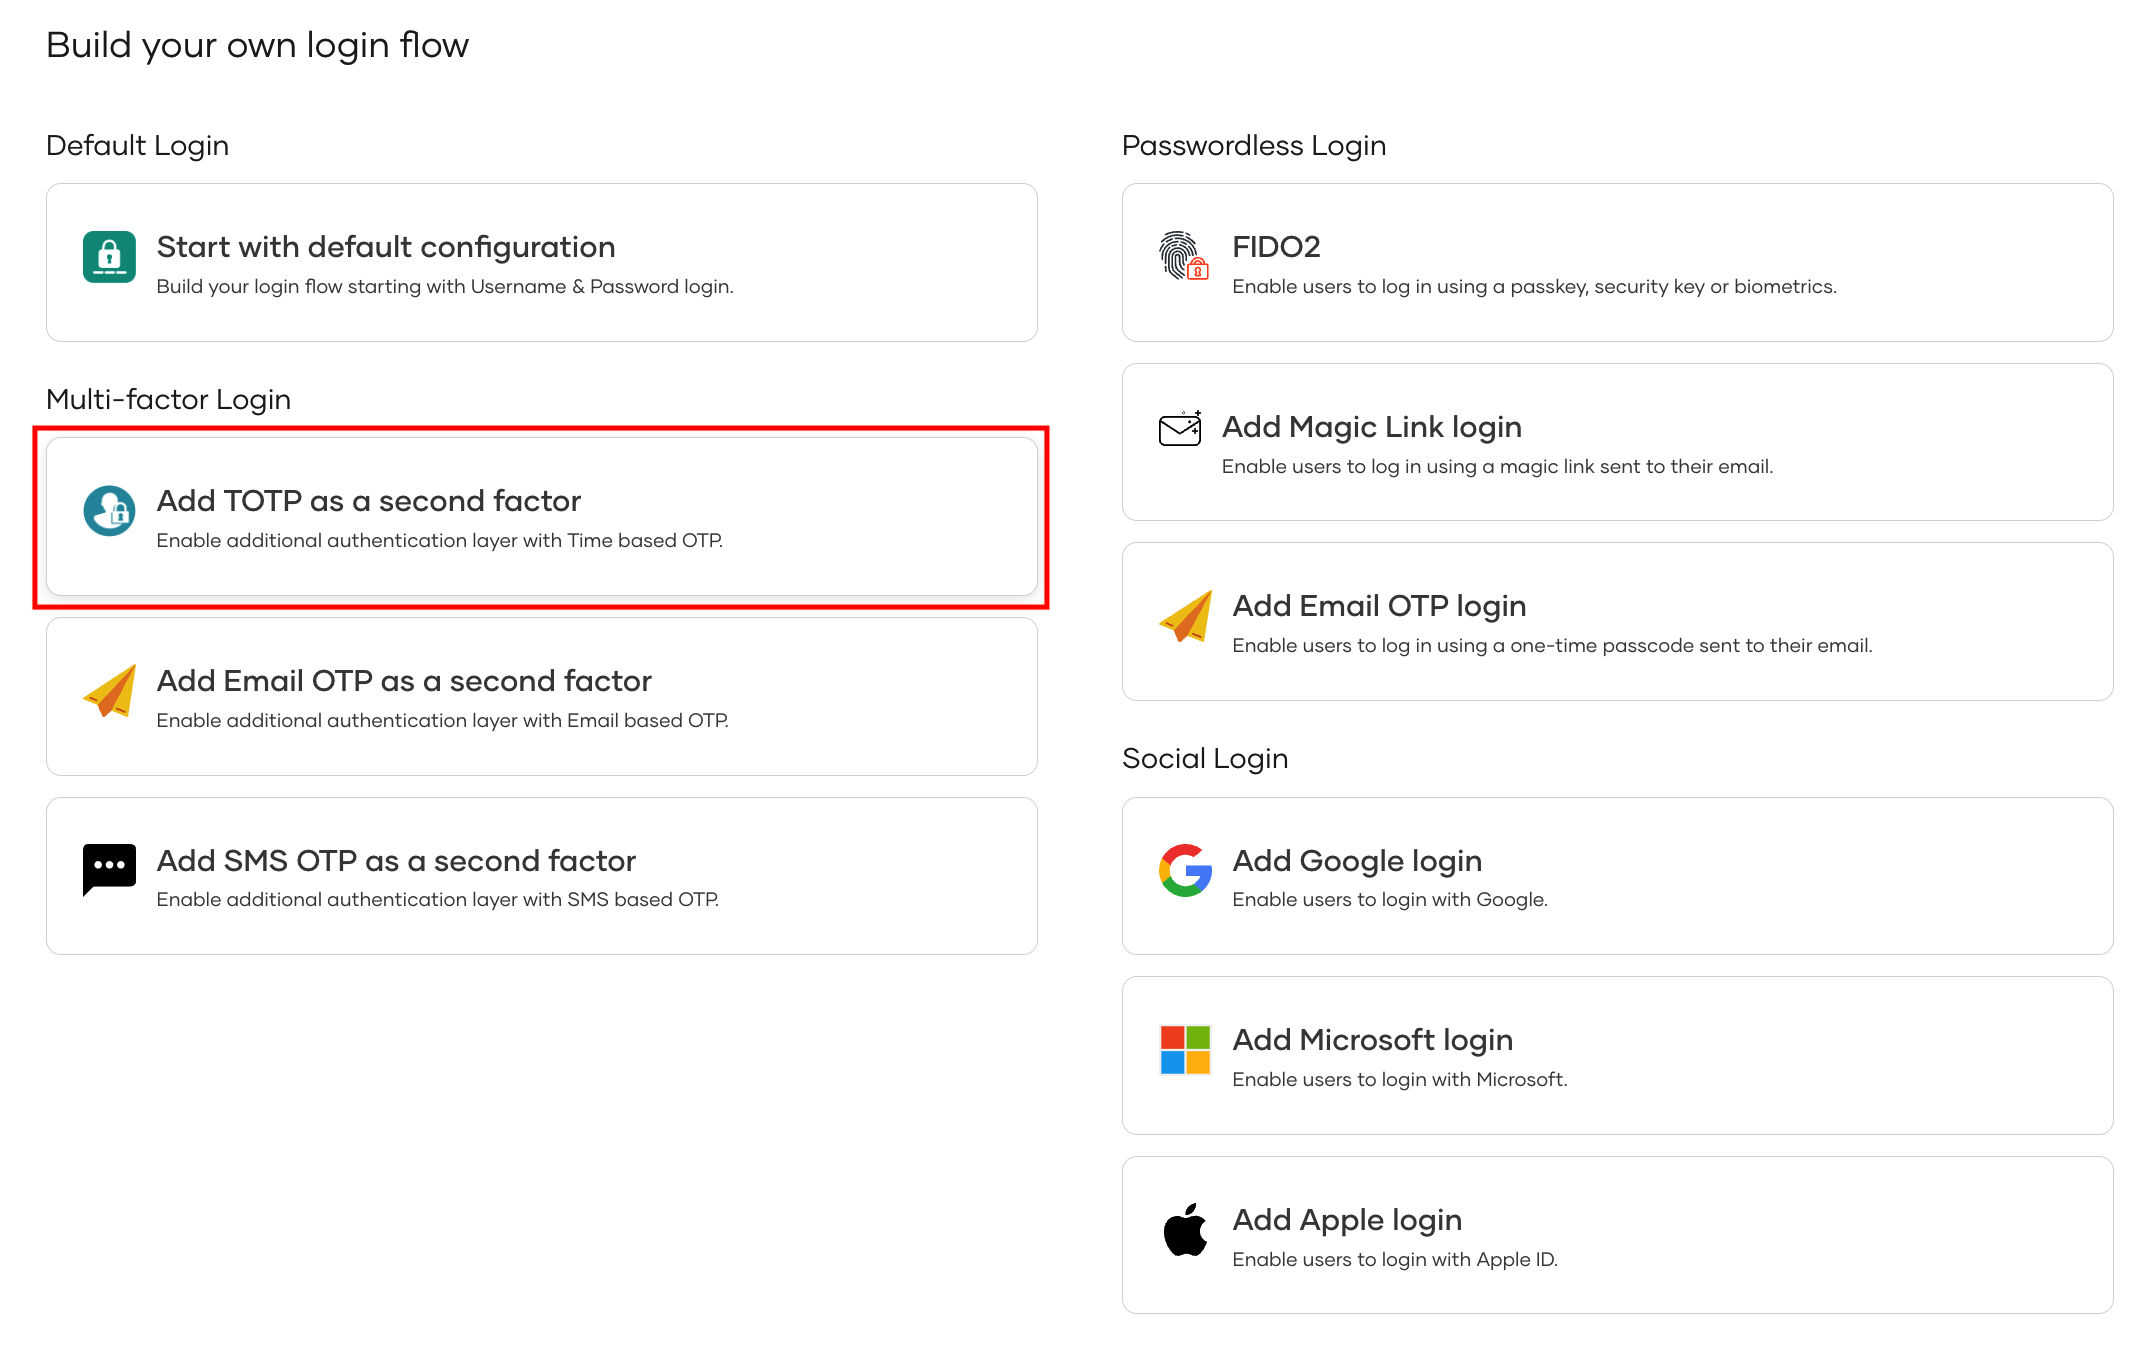 Build your own login flow
Default Login
Start with default configuration
Build your login flow starting with Username & Password login.
Multi-factor Login
Add TOTP as a second factor
Enable additional authentication layer with Time based OTP.
Add Email OTP as a second factor
Enable additional authentication layer with Email based OTP.
Add SMS OTP as a second factor
Enable additional authentication layer with SMS based OTP.
Passwordless Login
FIDO2
Enable users to log in using a passkey, security key or biometrics.
Add Magic Link login
Enable users to log in using a magic link sent to their email.
Add Email OTP login
Enable users to log in using a one-time passcode sent to their email.
Social Login
Add Google login
Enable users to login with Google.
Add Microsoft login
Enable users to login with Microsoft.
Add Apple login
Enable users to login with Apple ID.